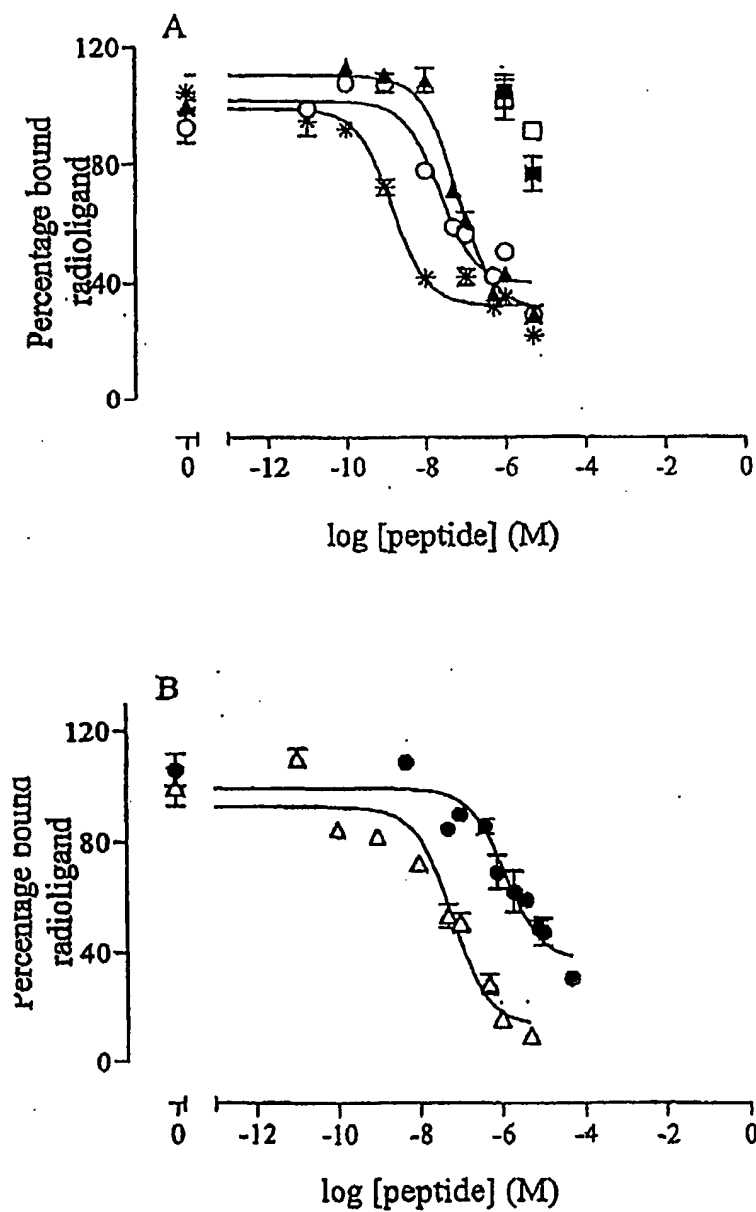 A
120
80
40
0
Percentage bound
radioligand
0 -12 -10 -8 -6 -4 -2 0
log [peptide] (M)
B
120
80
40
0
Percentage bound
radioligand
0 -12 -10 -8 -6 -4 -2 0
log [peptide] (M)